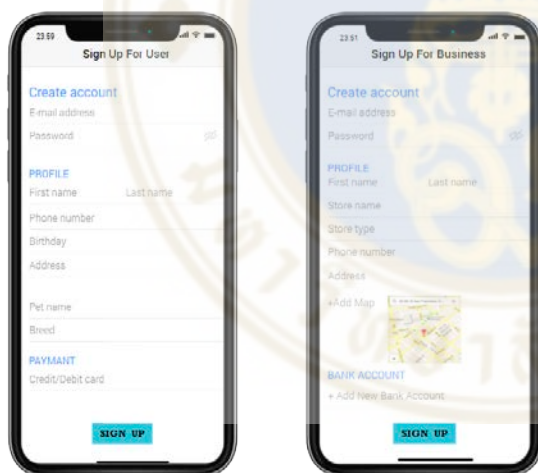 23:59
Sign Up For User
Create account
E-mail address
Password
PROFILE
First name Last name
Phone number
Birthday
Address
Pet name
Breed
PAYMANT
Credit/Debit card
SIGN UP
23:51
Sign Up For Business
Create account
E-mail address
Password
PROFILE
First name Last name
Store name
Store type
Phone number
Address
+Add Map
BANK ACCOUNT
+ Add New Bank Account
SIGN UP